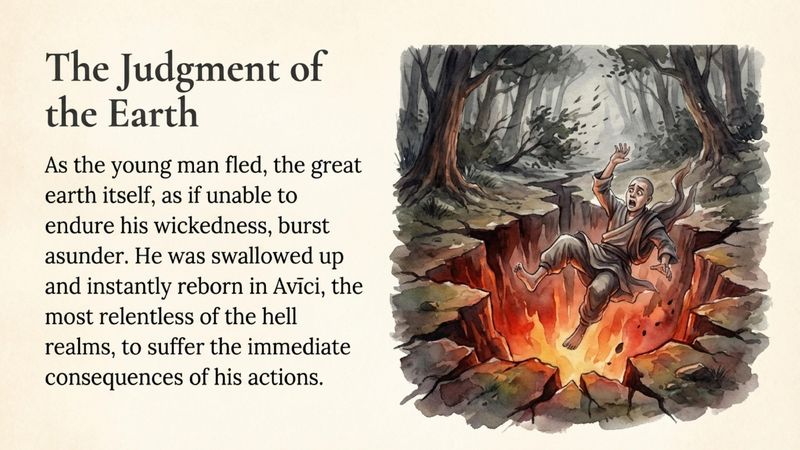 The Judgment of
the Earth
As the young man fled, the great
earth itself, as if unable to
endure his wickedness, burst
asunder. He was swallowed up
and instantly reborn in Avīci, the
most relentless of the hell
realms, to suffer the immediate
consequences of his actions.